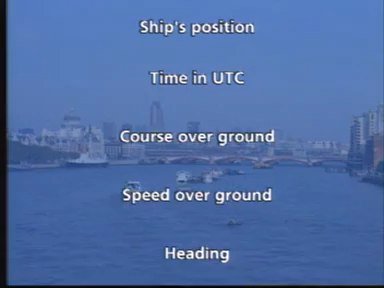 Ship's position
Time in UTC
Course over ground
Speed over ground
Heading